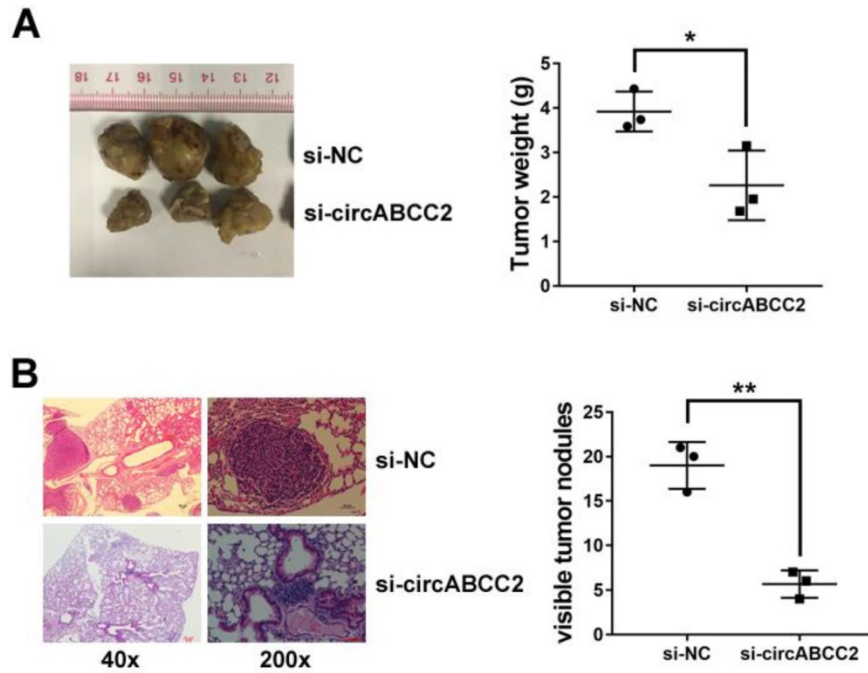 A
18 17 16 15 14 13 12
si-NC
si-circABCC2
*
Tumor weight (g)
5
4
3
2
1
0
si-NC
si-circABCC2
B
si-NC
si-circABCC2
40x
200x
**
visible tumor nodules
25
20
15
10
5
0
si-NC
si-circABCC2